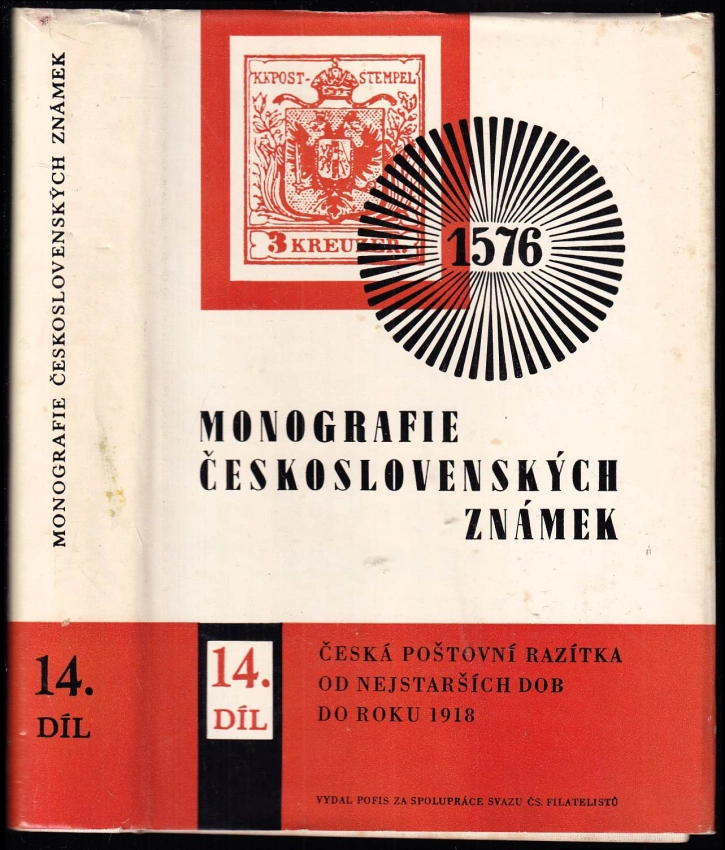 MONOGRAFIE ČESKOSLOVENSKÝCH ZNÁMEK
14.
DÍL
K.K.POST-STEMPEL
3 KREUZER.
1576
MONOGRAFIE
ČESKOSLOVENSKÝCH
ZNÁMEK
14.
DÍL
ČESKÁ POŠTOVNÍ RAZÍTKA
OD NEJSTARŠÍCH DOB
DO ROKU 1918
VYDAL POFIS ZA SPOLUPRÁCE SVAZU ČS. FILATELISTŮ